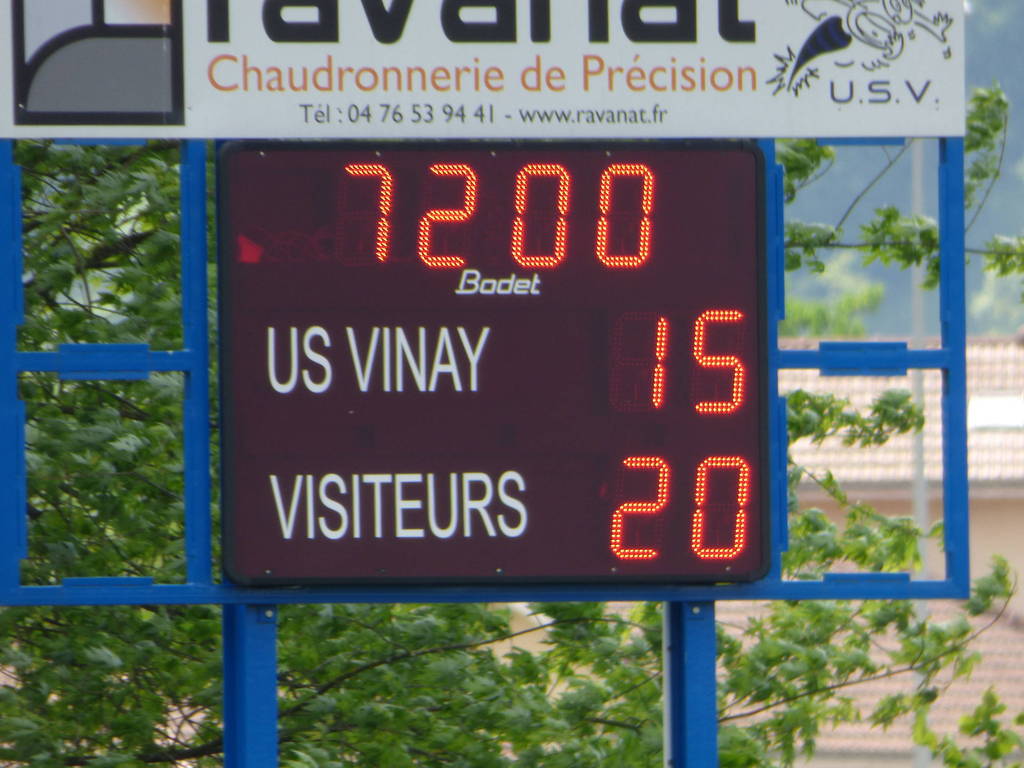 ravanat
Chaudronnerie de Précision
Tél : 04 76 53 94 41 - www.ravanat.fr
U.S.V.
7200
Bodet
US VINAY 15
VISITEURS 20